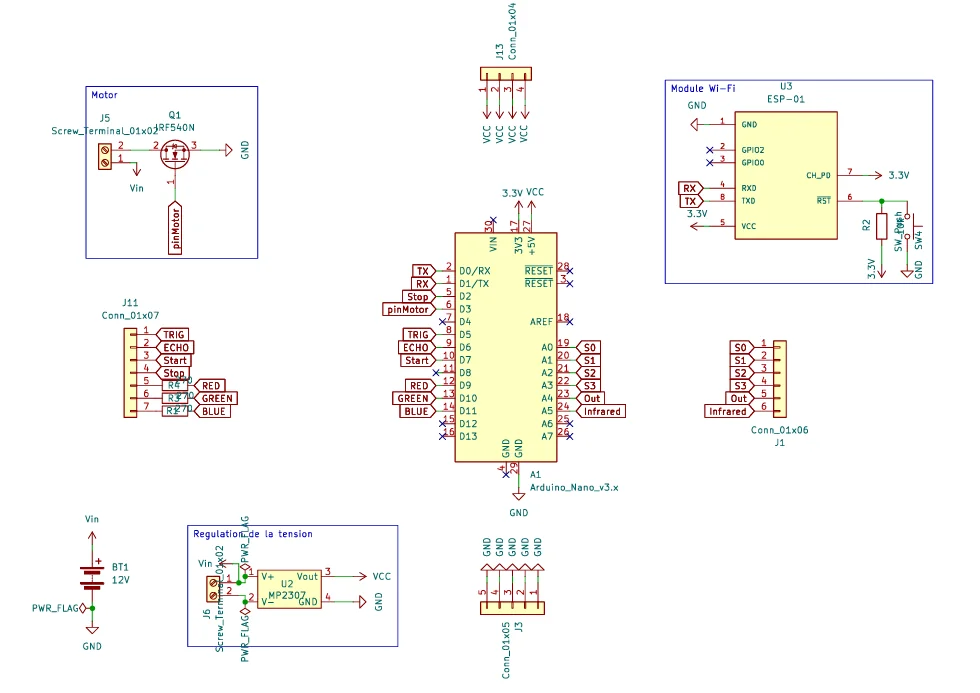 Conn_01x04
J13
1 2 3 4
VCC VCC VCC VCC
Motor
J5
Screw_Terminal_01x02
Q1
IRF540N
2
1
2
3
1
GND
Vin
pinMotor
Module Wi-Fi
U3
ESP-01
GND
1 GND
2 GPIO2
3 GPIO0
RX 4 RXD
TX 8 TXD
3.3V
5 VCC
CH_PD 7 3.3V
RST 6
R2
SW_Push
SW4
3.3V
GND
3.3V VCC
30 17 27
VIN 3V3 +5V
TX 2 D0/RX
RX 1 D1/TX
Stop 5 D2
pinMotor 6 D3
7 D4
TRIG 8 D5
ECHO 9 D6
Start 10 D7
11 D8
RED 12 D9
GREEN 13 D10
BLUE 14 D11
15 D12
16 D13
RESET 28
RESET 3
AREF 18
A0 19 S0
A1 20 S1
A2 21 S2
A3 22 S3
A4 23 Out
A5 24 Infrared
A6 25
A7 26
GND GND
4 29
A1
Arduino_Nano_v3.x
GND
J11
Conn_01x07
1 TRIG
2 ECHO
3 Start
4 Stop
5 R4 270 RED
6 R3 270 GREEN
7 R1 270 BLUE
S0 1
S1 2
S2 3
S3 4
Out 5
Infrared 6
Conn_01x06
J1
Vin
+
BT1
12V
PWR_FLAG
GND
Regulation de la tension
PWR_FLAG
Vin
1
2
J6
Screw_Terminal_01x02
1 V+
2 V-
U2
MP2307
Vout 3 VCC
GND 4 GND
PWR_FLAG
GND GND GND GND GND
5 4 3 2 1
J3
Conn_01x05